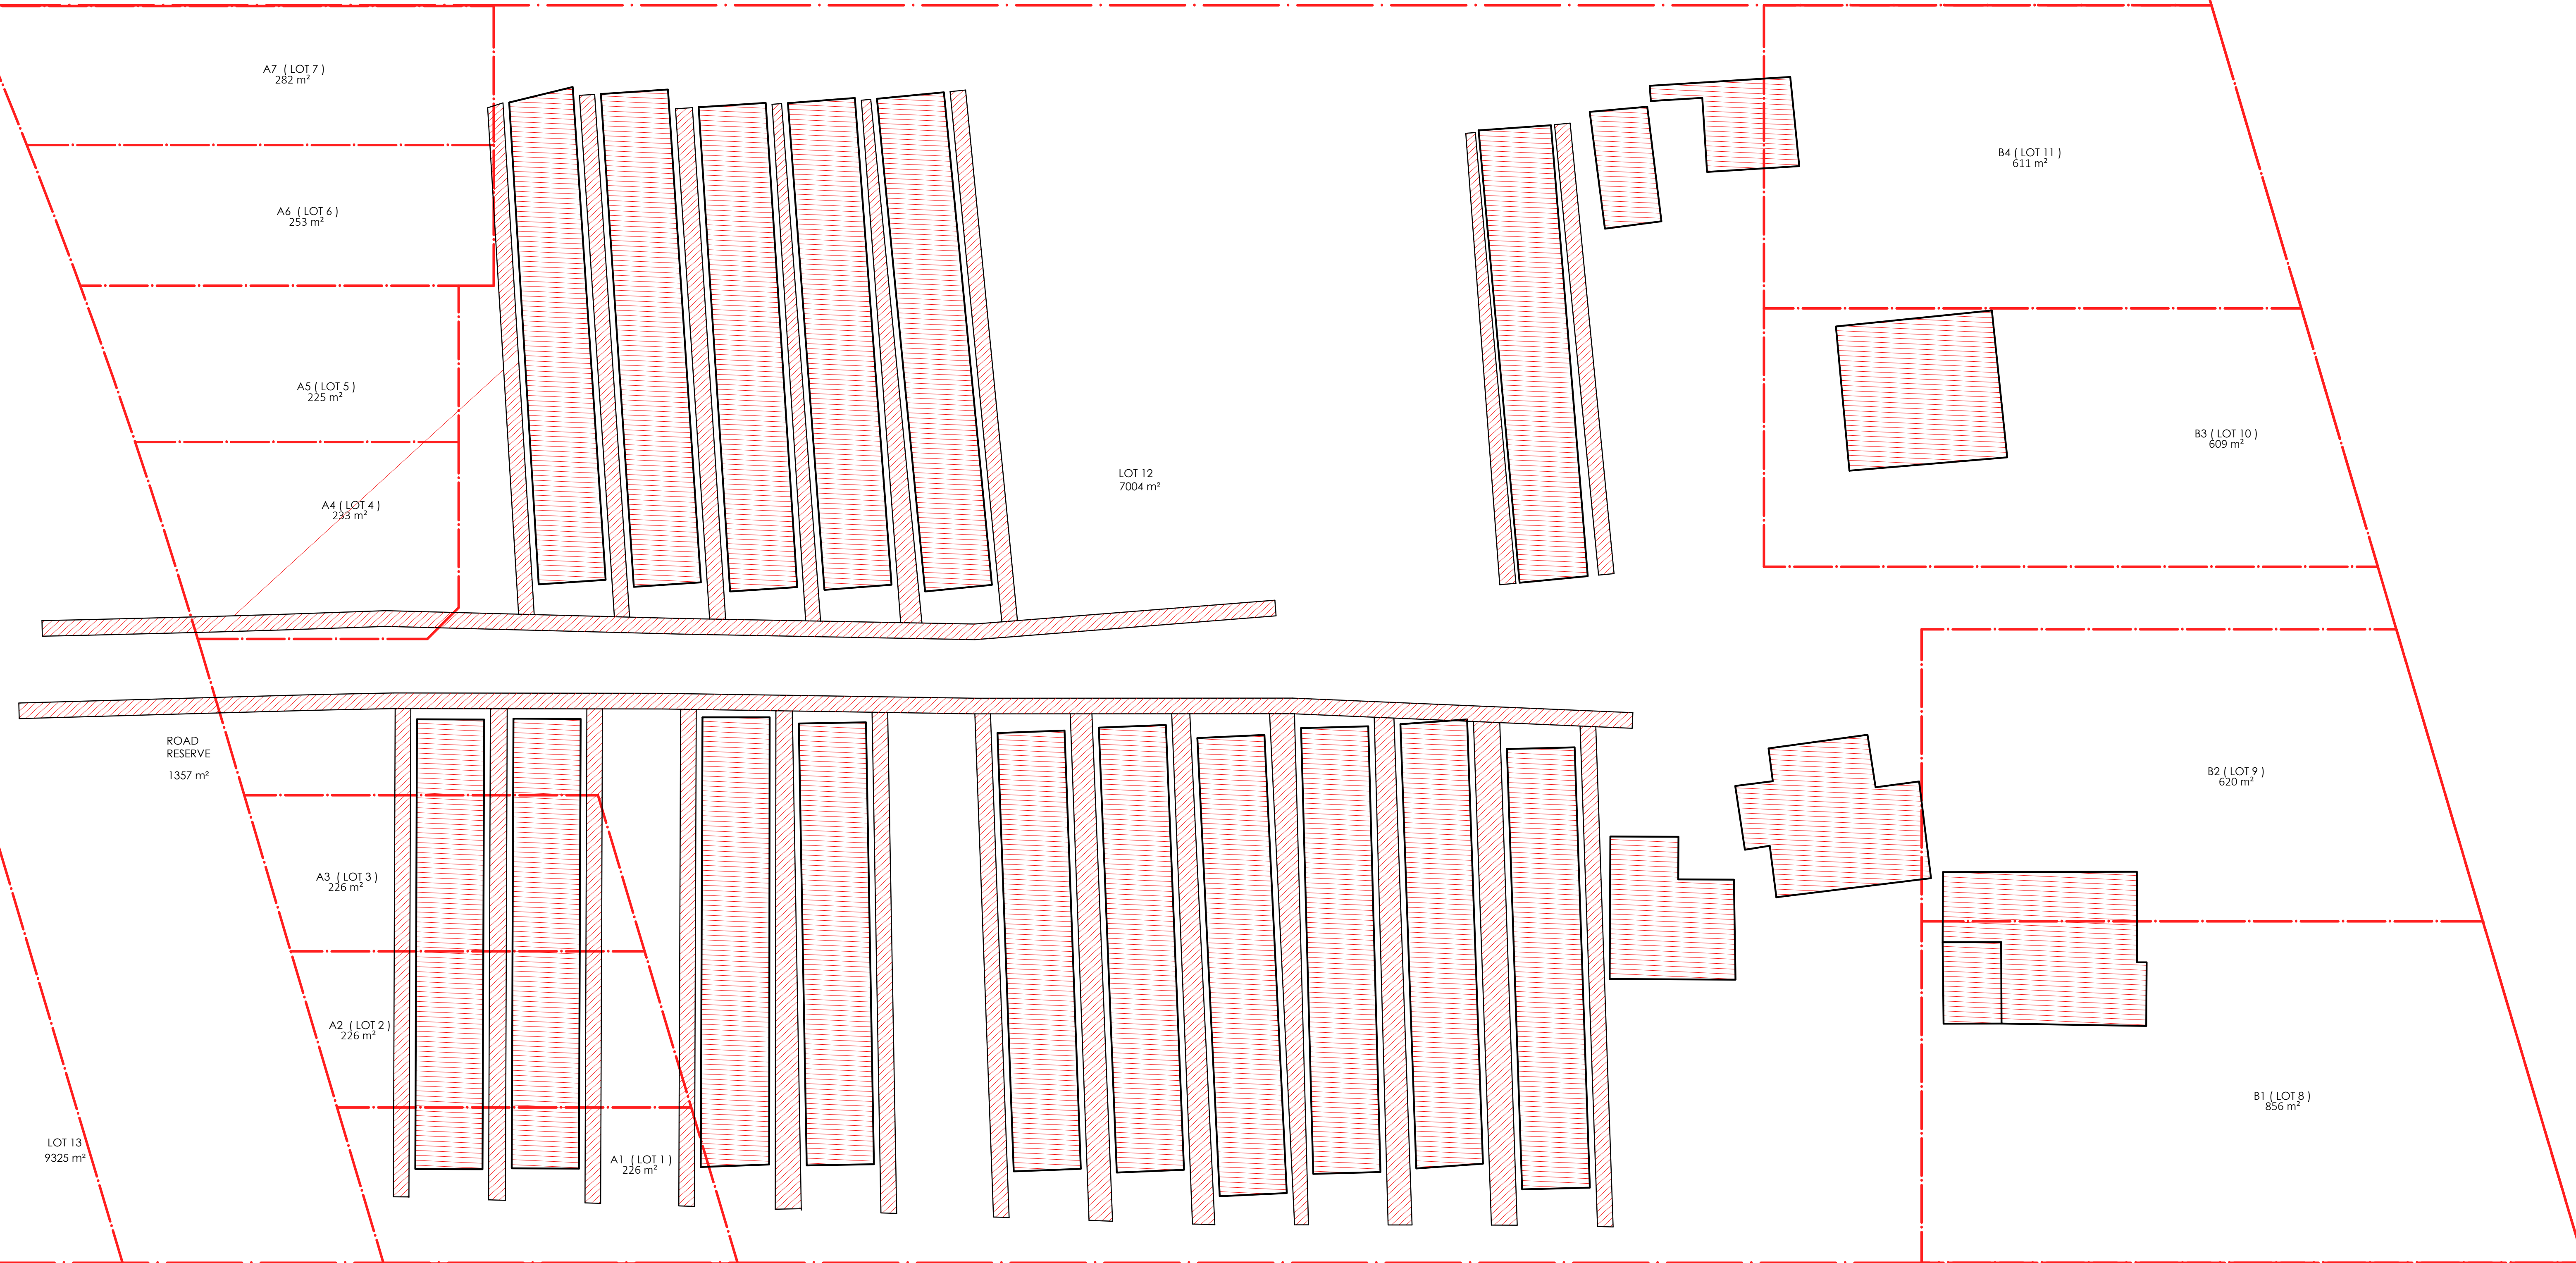 A7 ( LOT 7 )
282 m²
A6 ( LOT 6 )
253 m²
A5 ( LOT 5 )
225 m²
A4 ( LOT 4 )
233 m²
LOT 12
7004 m²
B4 ( LOT 11 )
611 m²
B3 ( LOT 10 )
609 m²
ROAD
RESERVE
1357 m²
A3 ( LOT 3 )
226 m²
A2 ( LOT 2 )
226 m²
A1 ( LOT 1 )
226 m²
LOT 13
9325 m²
B2 ( LOT 9 )
620 m²
B1 ( LOT 8 )
856 m²